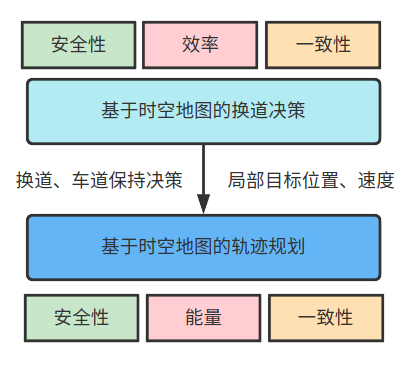 安全性
效率
一致性
基于时空地图的换道决策
换道、车道保持决策
局部目标位置、速度
基于时空地图的轨迹规划
安全性
能量
一致性